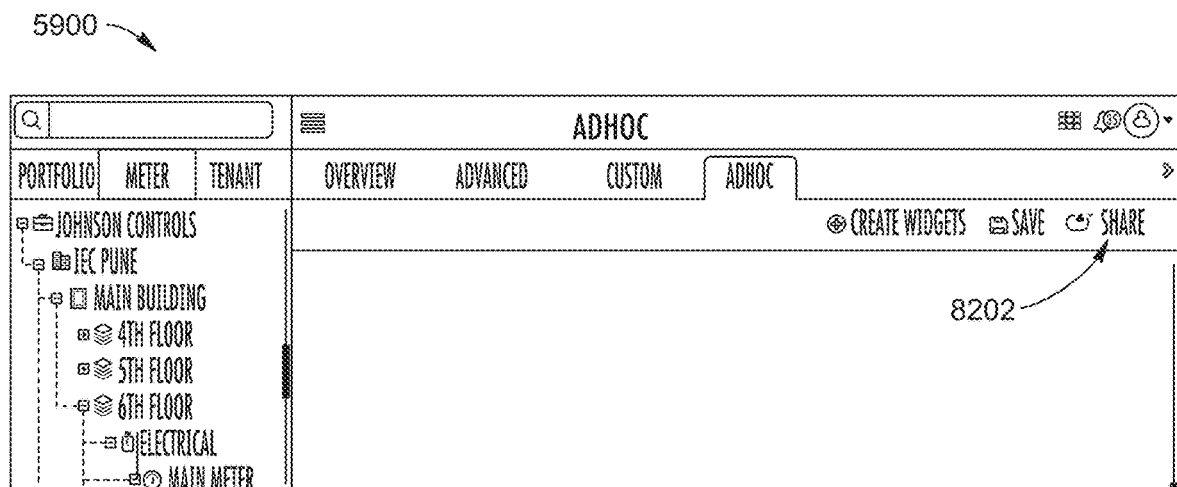 5900
ADHOC
PORTFOLIO METER TENANT
OVERVIEW ADVANCED CUSTOM ADHOC
CREATE WIDGETS SAVE SHARE
JOHNSON CONTROLS
IEC PUNE
MAIN BUILDING
8202
4TH FLOOR
5TH FLOOR
6TH FLOOR
ELECTRICAL
MAIN METER